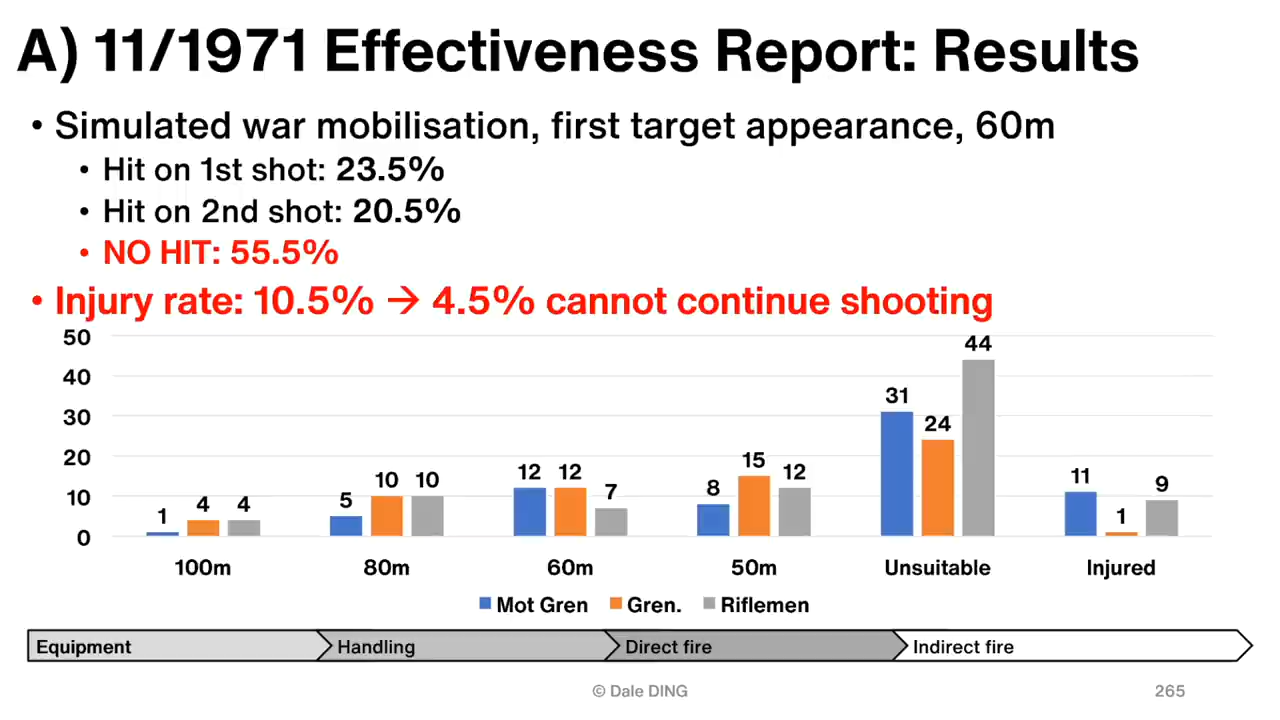 A) 11/1971 Effectiveness Report: Results
• Simulated war mobilisation, first target appearance, 60m
• Hit on 1st shot: 23.5%
• Hit on 2nd shot: 20.5%
• NO HIT: 55.5%
• Injury rate: 10.5% → 4.5% cannot continue shooting
50
40
30
20
10
0
1 4 4
5 10 10
12 12 7
8 15 12
31 24 44
11 1 9
100m 80m 60m 50m Unsuitable Injured
Mot Gren Gren. Riflemen
Equipment Handling Direct fire Indirect fire
© Dale DING 265